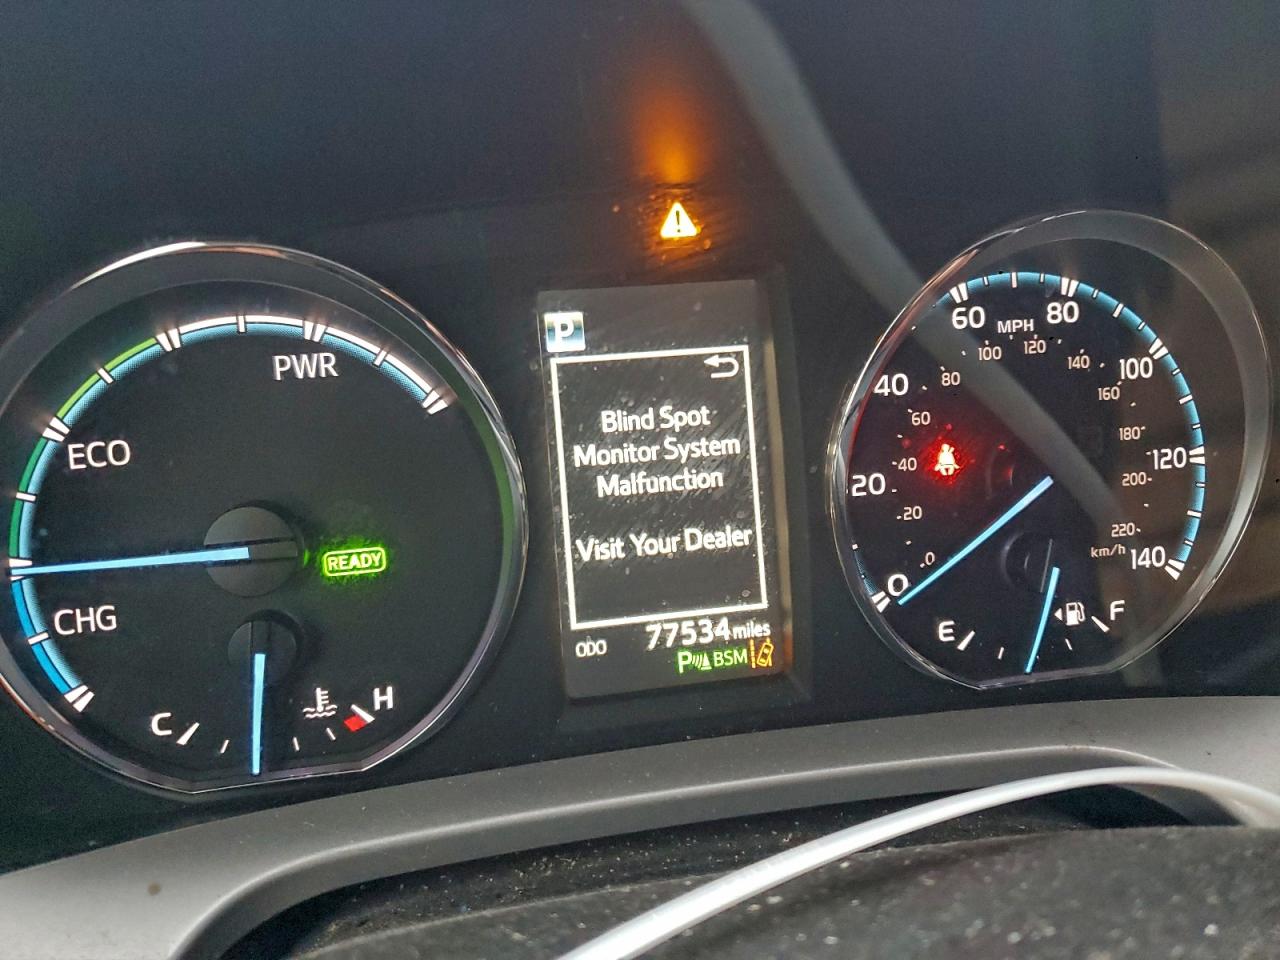 PWR
ECO
READY
CHG
C
H
P
Blind Spot
Monitor System
Malfunction
Visit Your Dealer
ODO 77534 miles
P BSM
60 MPH 80
100 120
40 80 140 100
60 160
40 180 120
20 200
20 220
0 km/h 140
0
E F